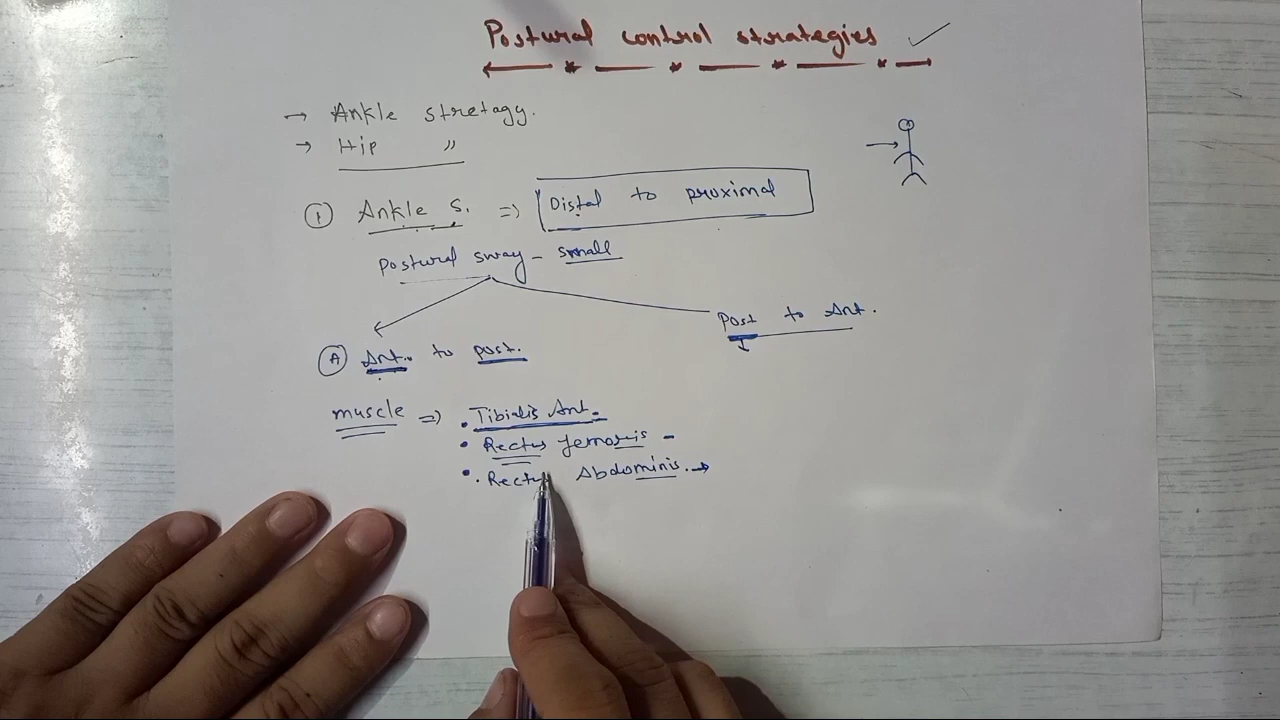 Postural control strategies
→ Ankle stretagy.
→ Hip "
① Ankle S. => Distal to proximal
Postural sway - small
Post to Ant.
Ⓐ Ant. to post.
muscle => • Tibialis Ant.
• Rectus femoris -
• Rectus Abdominis. →